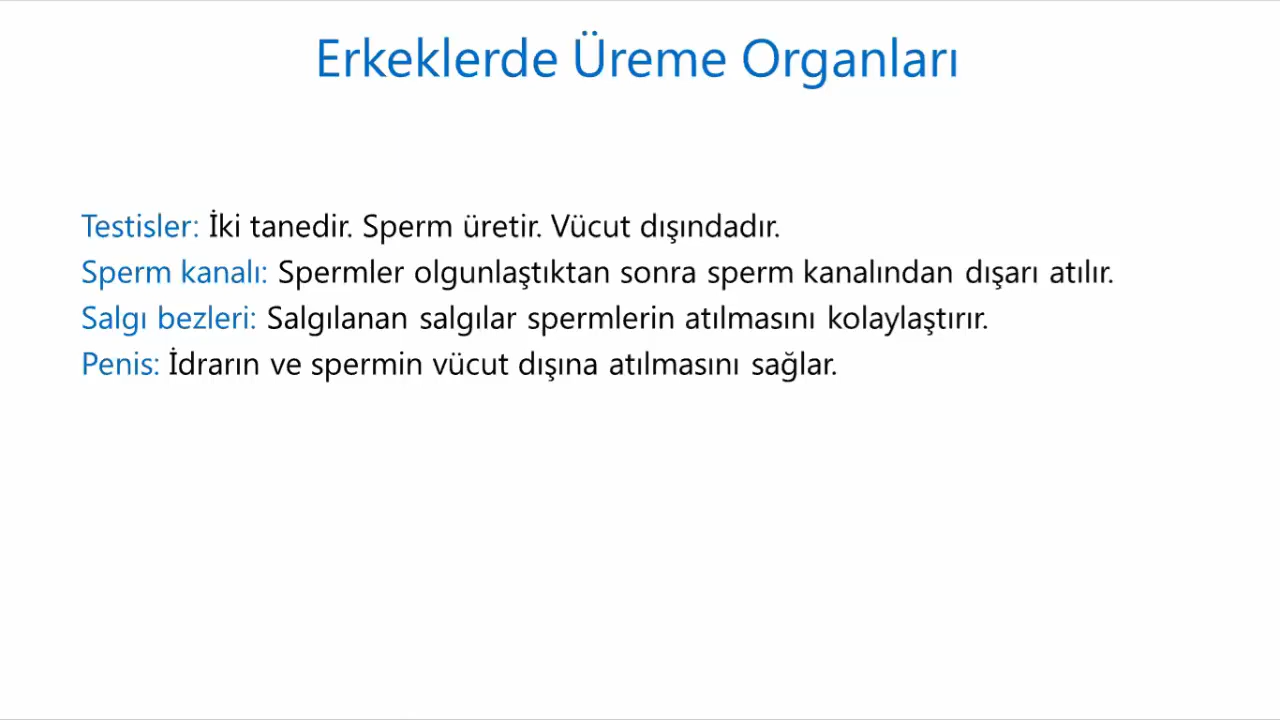 Erkeklerde Üreme Organları
Testisler: İki tanedir. Sperm üretir. Vücut dışındadır.
Sperm kanalı: Spermler olgunlaştıktan sonra sperm kanalından dışarı atılır.
Salgı bezleri: Salgılanan salgılar spermlerin atılmasını kolaylaştırır.
Penis: İdrarın ve spermin vücut dışına atılmasını sağlar.